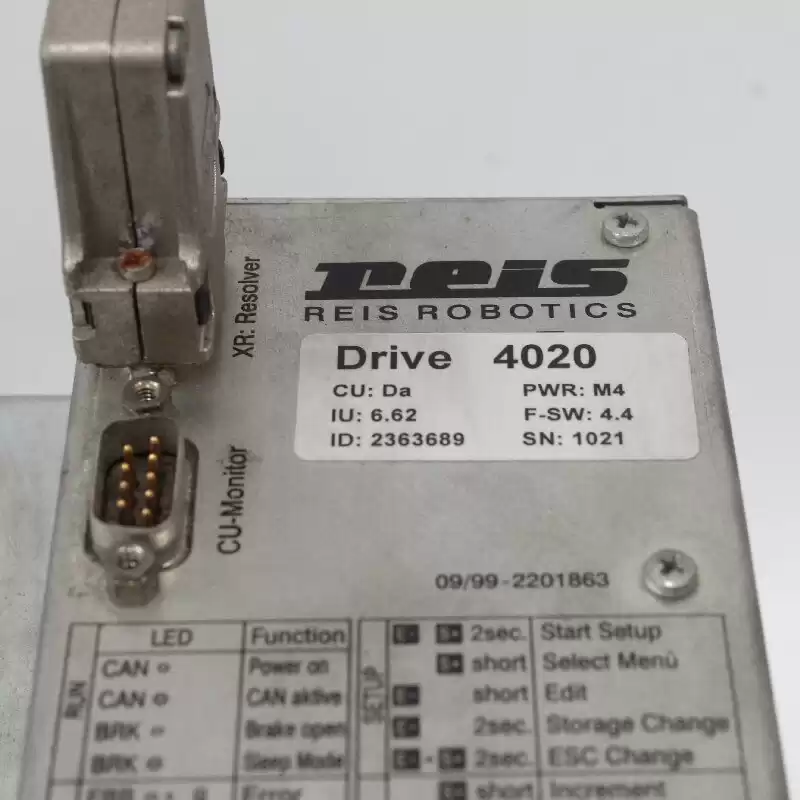 reis
REIS ROBOTICS
XR: Resolver
Drive 4020
CU: Da PWR: M4
IU: 6.62 F-SW: 4.4
ID: 2363689 SN: 1021
CU-Monitor
09/99-2201863
LED Function
RUN
CAN Power on
CAN CAN aktive
BRK Brake open
BRK Sleep Mode
ERR Error
SETUP
2sec. Start Setup
short Select Menü
short Edit
2sec. Storage Change
2sec. ESC Change
short Increment